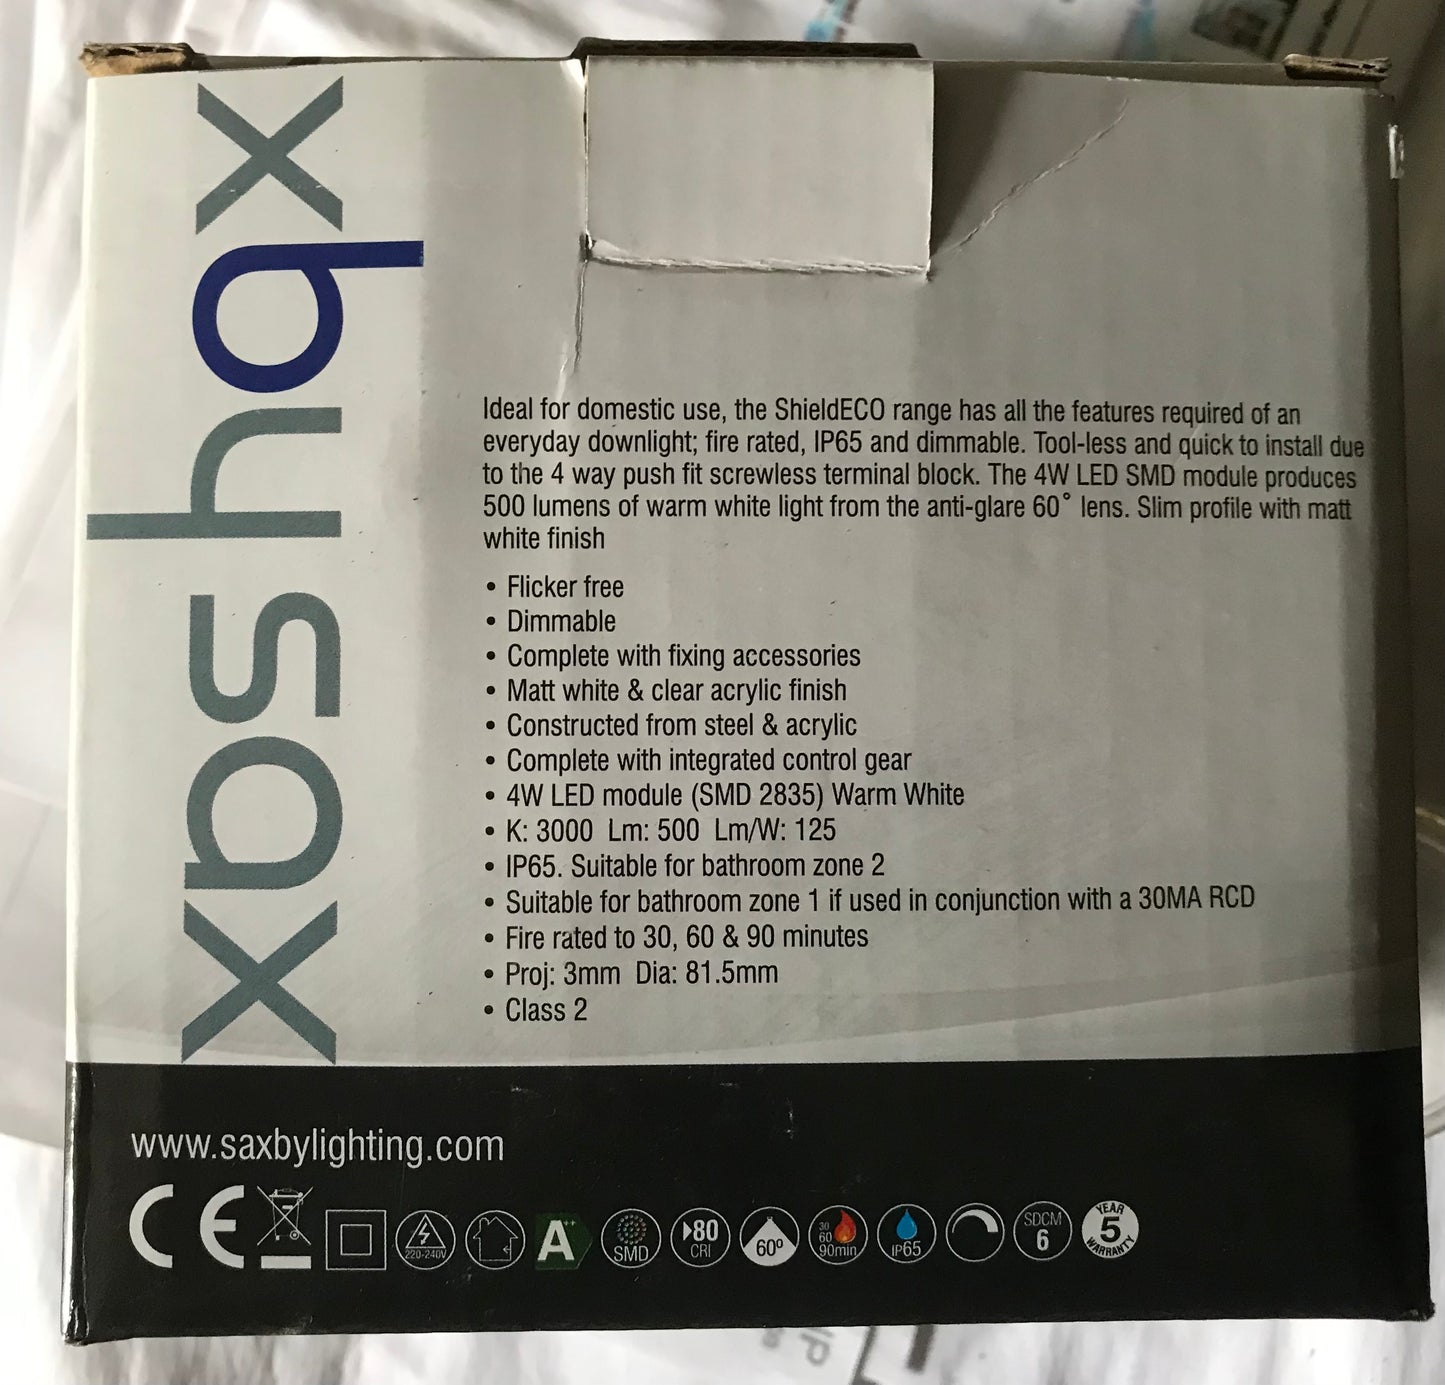 saxby sax
Ideal for domestic use, the ShieldECO range has all the features required of an
everyday downlight; fire rated, IP65 and dimmable. Tool-less and quick to install due
to the 4 way push fit screwless terminal block. The 4W LED SMD module produces
500 lumens of warm white light from the anti-glare 60° lens. Slim profile with matt
white finish
• Flicker free
• Dimmable
• Complete with fixing accessories
• Matt white & clear acrylic finish
• Constructed from steel & acrylic
• Complete with integrated control gear
• 4W LED module (SMD 2835) Warm White
• K: 3000 Lm: 500 Lm/W: 125
• IP65. Suitable for bathroom zone 2
• Suitable for bathroom zone 1 if used in conjunction with a 30MA RCD
• Fire rated to 30, 60 & 90 minutes
• Proj: 3mm Dia: 81.5mm
• Class 2
www.saxbylighting.com
CE
220-240V
A++
SMD
80
CRI
60º
30
60
90min
IP65
SDCM
6
5
YEAR
WARRANTY